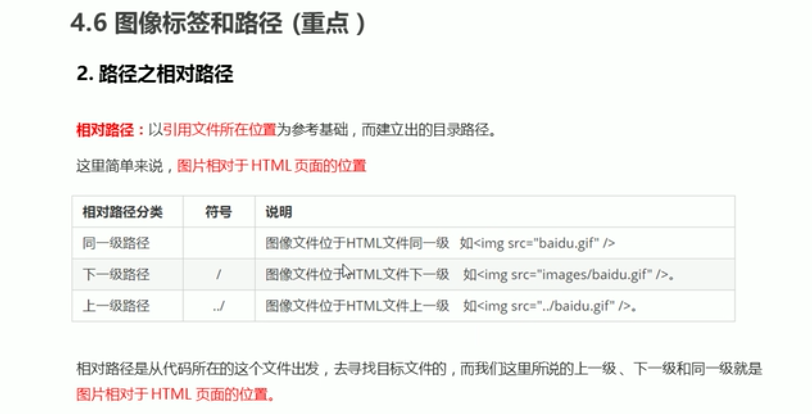 4.6 图像标签和路径 (重点 )
2. 路径之相对路径
相对路径：以引用文件所在位置为参考基础，而建立出的目录路径。
这里简单来说，图片相对于 HTML 页面的位置
相对路径分类 符号 说明
同一级路径 图像文件位于HTML文件同一级 如<img src="baidu.gif" />
下一级路径 / 图像文件位于HTML文件下一级 如<img src="images/baidu.gif" />。
上一级路径 ../ 图像文件位于HTML文件上一级 如<img src="../baidu.gif" />。
相对路径是从代码所在的这个文件出发，去寻找目标文件的，而我们这里所说的上一级 、下一级和同一级就是
图片相对于 HTML 页面的位置。